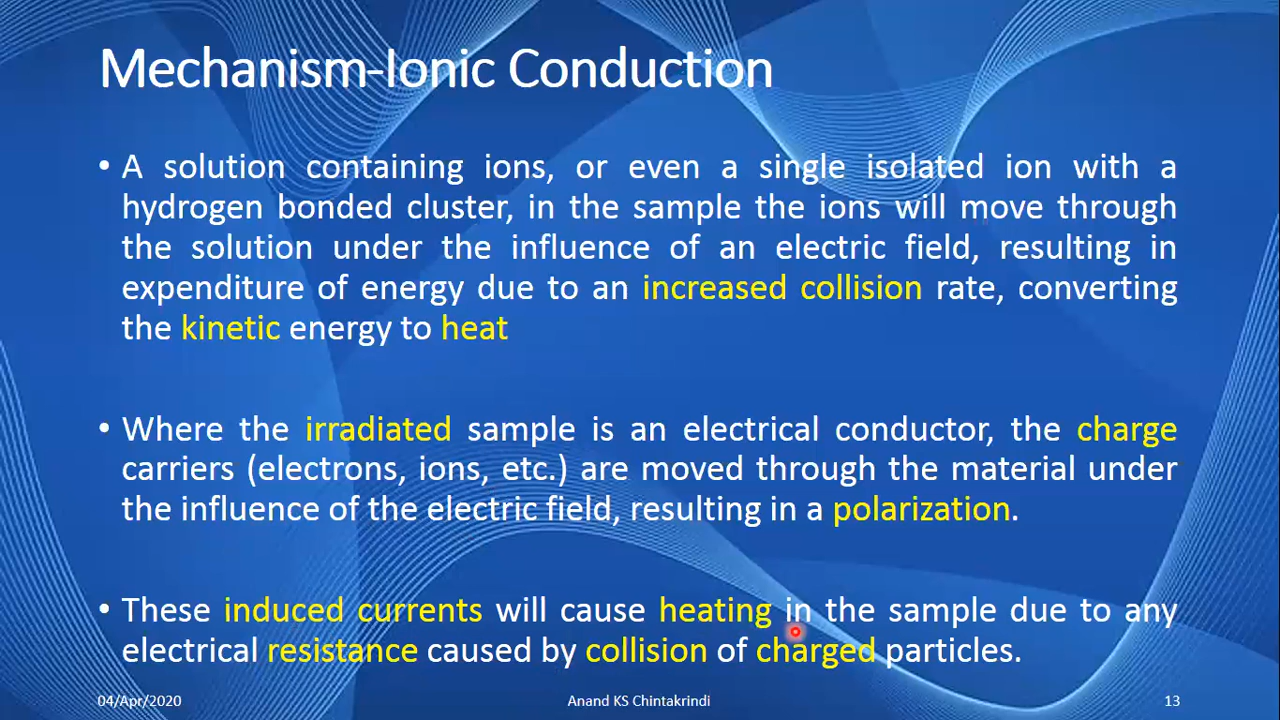 Mechanism-Ionic Conduction
• A solution containing ions, or even a single isolated ion with a
hydrogen bonded cluster, in the sample the ions will move through
the solution under the influence of an electric field, resulting in
expenditure of energy due to an increased collision rate, converting
the kinetic energy to heat
• Where the irradiated sample is an electrical conductor, the charge
carriers (electrons, ions, etc.) are moved through the material under
the influence of the electric field, resulting in a polarization.
• These induced currents will cause heating in the sample due to any
electrical resistance caused by collision of charged particles.
04/Apr/2020
Anand KS Chintakrindi
13